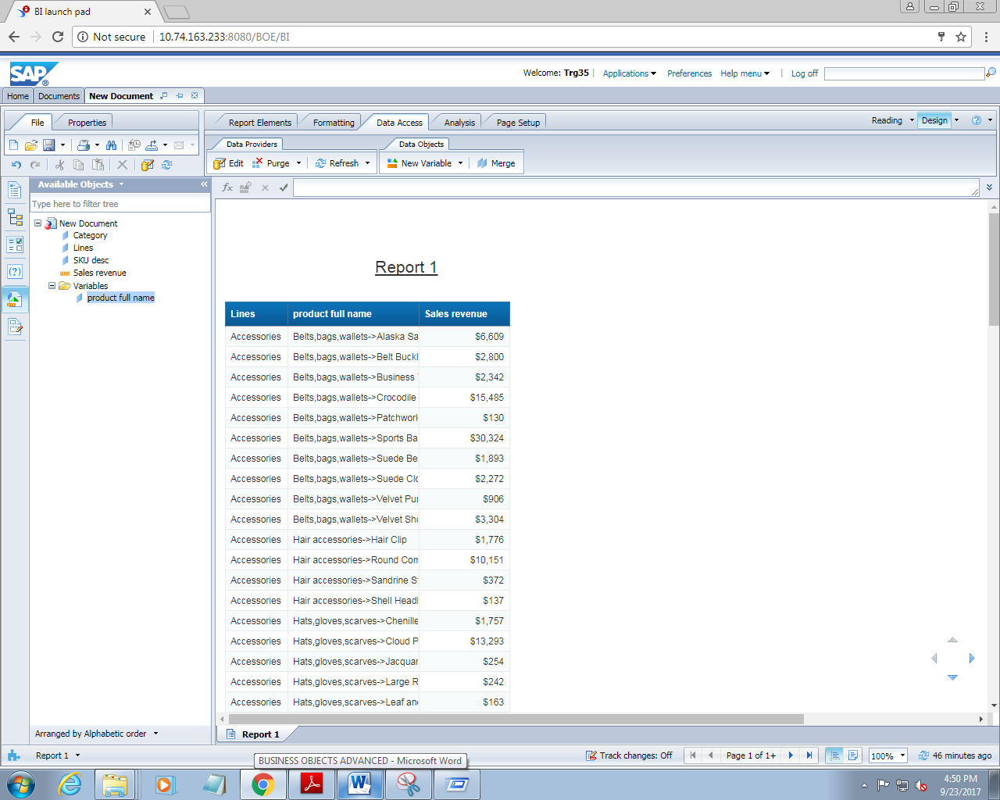 BI launch pad
Not secure | 10.74.163.233:8080/BOE/BI
SAP
Welcome: Trg35 | Applications Preferences Help menu | Log off
Home Documents New Document
File Properties
Report Elements Formatting Data Access Analysis Page Setup
Reading Design
Data Providers Data Objects
Edit Purge Refresh New Variable Merge
Available Objects
Type here to filter tree
New Document
Category
Lines
SKU desc
Sales revenue
Variables
product full name
Arranged by Alphabetic order
Report 1
Lines product full name Sales revenue
Accessories Belts,bags,wallets->Alaska Sa $6,609
Accessories Belts,bags,wallets->Belt Buckl $2,800
Accessories Belts,bags,wallets->Business $2,342
Accessories Belts,bags,wallets->Crocodile $15,485
Accessories Belts,bags,wallets->Patchwork $130
Accessories Belts,bags,wallets->Sports Ba $30,324
Accessories Belts,bags,wallets->Suede Be $1,893
Accessories Belts,bags,wallets->Suede Clo $2,272
Accessories Belts,bags,wallets->Velvet Pur $906
Accessories Belts,bags,wallets->Velvet Sho $3,304
Accessories Hair accessories->Hair Clip $1,776
Accessories Hair accessories->Round Com $10,151
Accessories Hair accessories->Sandrine S $372
Accessories Hair accessories->Shell Head $137
Accessories Hats,gloves,scarves->Chenille $1,757
Accessories Hats,gloves,scarves->Cloud P $13,293
Accessories Hats,gloves,scarves->Jacquar $254
Accessories Hats,gloves,scarves->Large R $242
Accessories Hats,gloves,scarves->Leaf and $163
Report 1
Report 1
Track changes: Off
Page 1 of 1+
100%
46 minutes ago
BUSINESS OBJECTS ADVANCED - Microsoft Word
4:50 PM
9/23/2017